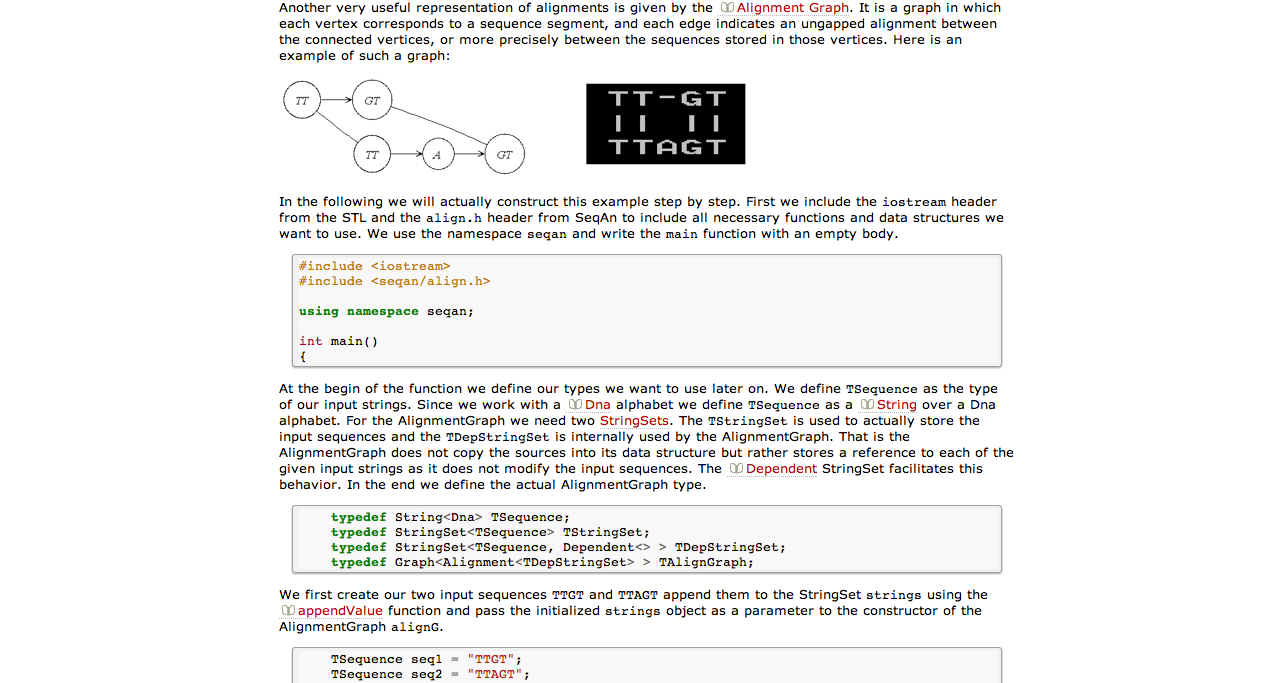 Another very useful representation of alignments is given by the Alignment Graph. It is a graph in which
each vertex corresponds to a sequence segment, and each edge indicates an ungapped alignment between
the connected vertices, or more precisely between the sequences stored in those vertices. Here is an
example of such a graph:
TT GT
TT A GT
TT-GT
|| ||
TTAGT
In the following we will actually construct this example step by step. First we include the iostream header
from the STL and the align.h header from SeqAn to include all necessary functions and data structures we
want to use. We use the namespace seqan and write the main function with an empty body.
#include <iostream>
#include <seqan/align.h>
using namespace seqan;
int main()
{
At the begin of the function we define our types we want to use later on. We define TSequence as the type
of our input strings. Since we work with a Dna alphabet we define TSequence as a String over a Dna
alphabet. For the AlignmentGraph we need two StringSets. The TStringSet is used to actually store the
input sequences and the TDepStringSet is internally used by the AlignmentGraph. That is the
AlignmentGraph does not copy the sources into its data structure but rather stores a reference to each of the
given input strings as it does not modify the input sequences. The Dependent StringSet facilitates this
behavior. In the end we define the actual AlignmentGraph type.
typedef String<Dna> TSequence;
typedef StringSet<TSequence> TStringSet;
typedef StringSet<TSequence, Dependent<> > TDepStringSet;
typedef Graph<Alignment<TDepStringSet> > TAlignGraph;
We first create our two input sequences TTGT and TTAGT append them to the StringSet strings using the
appendValue function and pass the initialized strings object as a parameter to the constructor of the
AlignmentGraph alignG.
TSequence seq1 = "TTGT";
TSequence seq2 = "TTAGT";